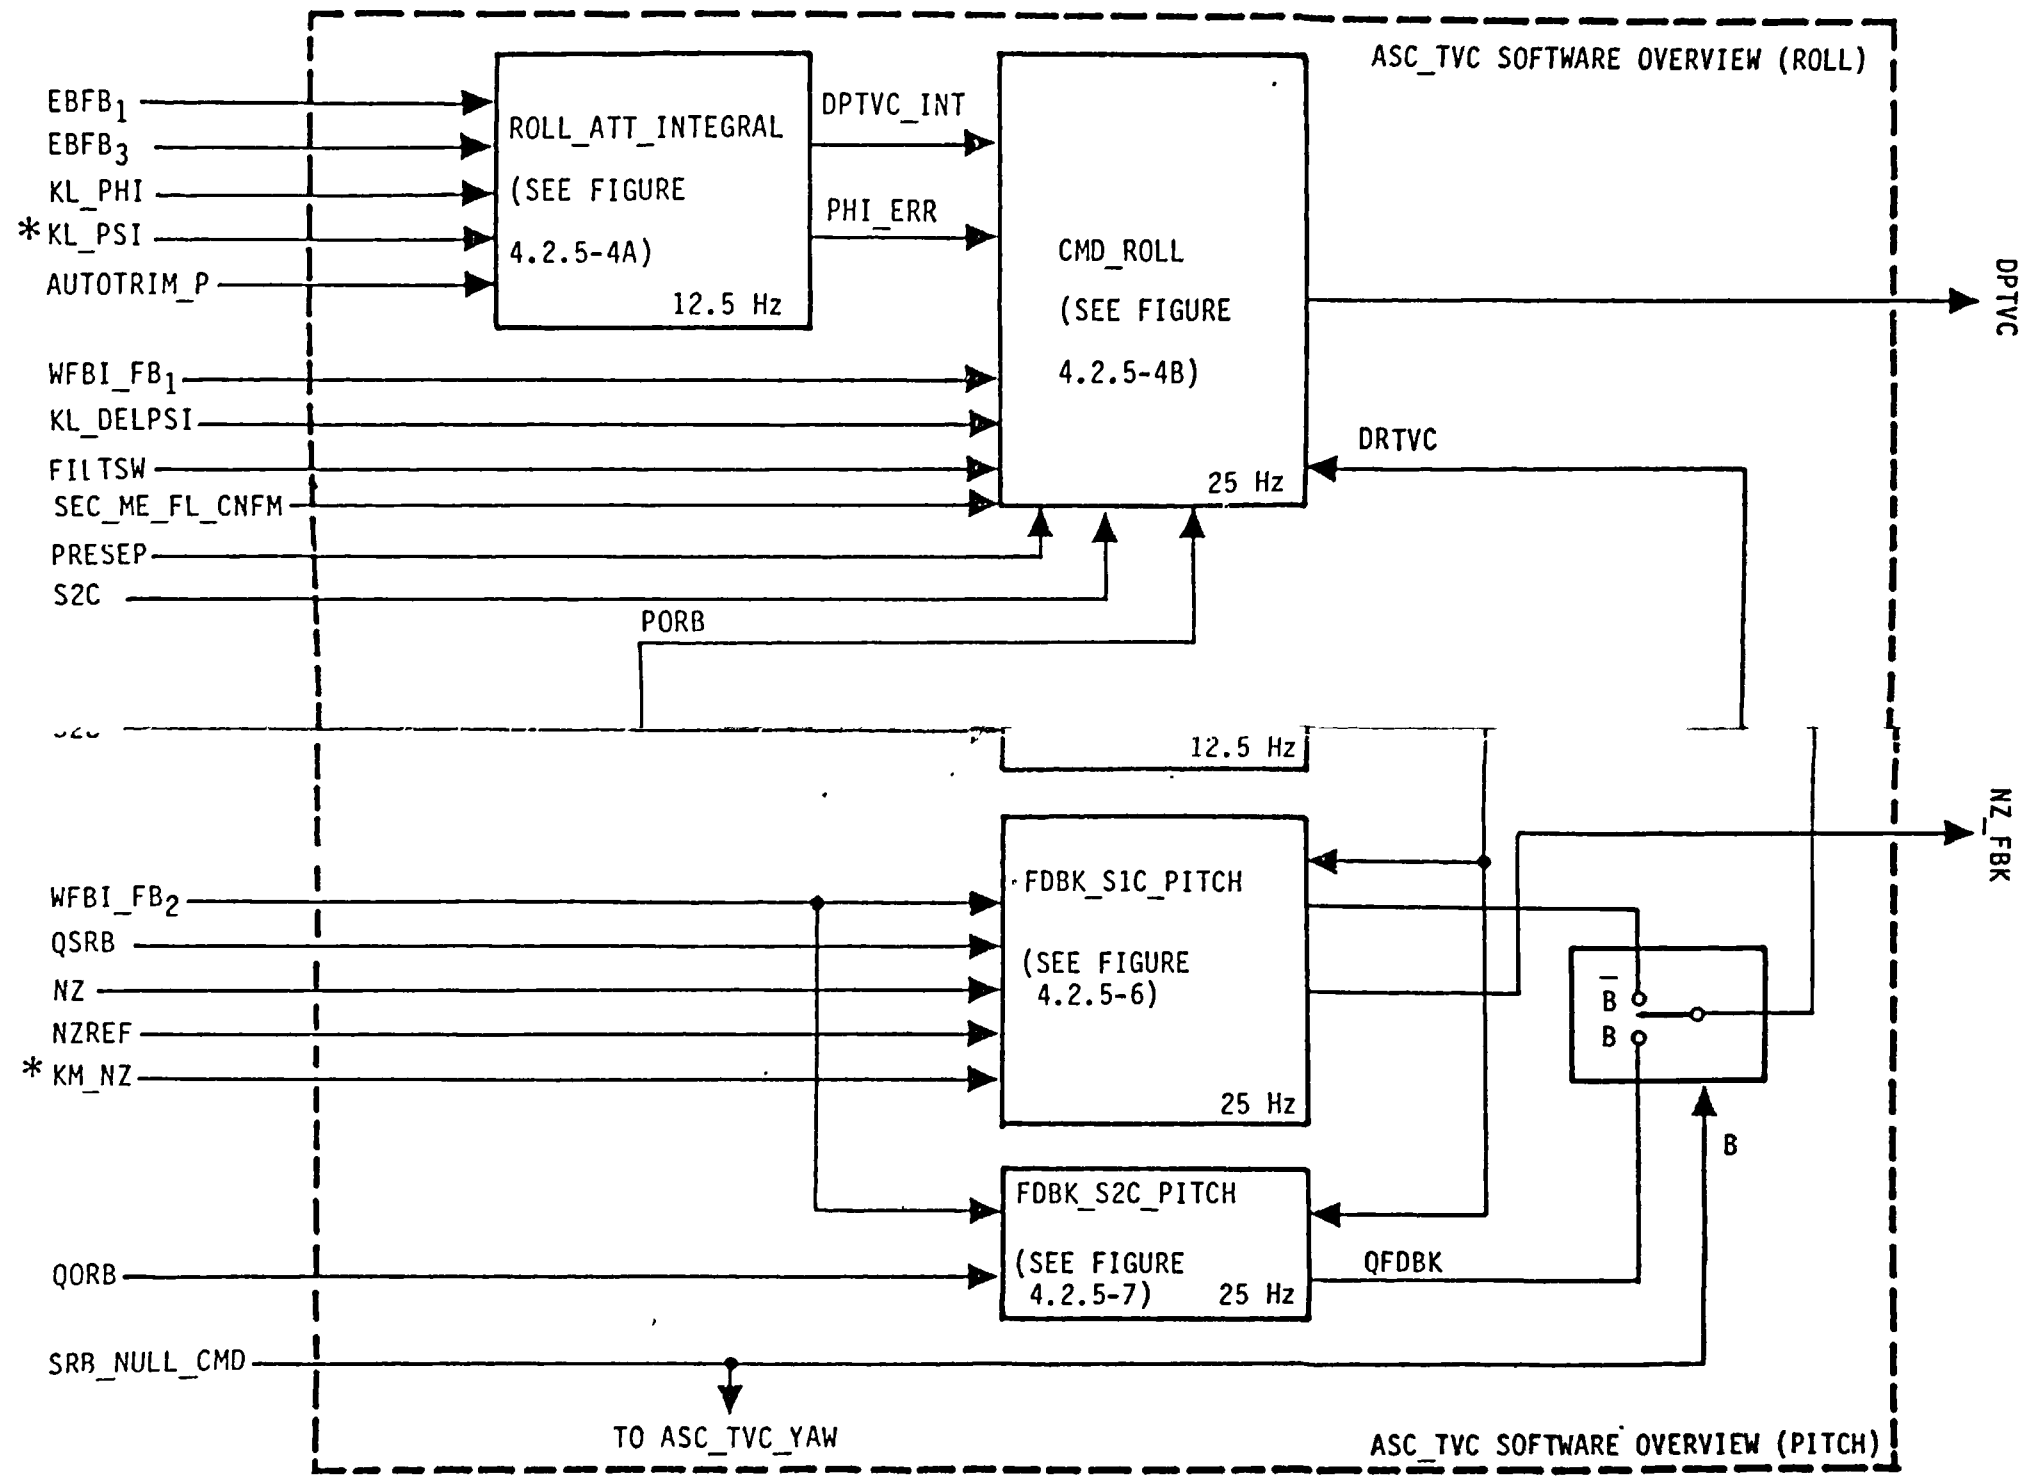 ASC_TVC SOFTWARE OVERVIEW (ROLL)
EBFB1
EBFB3
KL_PHI
*KL_PSI
AUTOTRIM_P
ROLL_ATT_INTEGRAL
(SEE FIGURE
4.2.5-4A)
12.5 Hz
DPTVC_INT
PHI_ERR
CMD_ROLL
(SEE FIGURE
4.2.5-4B)
25 Hz
DPTVC
WFBI_FB1
KL_DELPSI
FILTSW
SEC_ME_FL_CNFM
PRESEP
S2C
PORB
DRTVC
12.5 Hz
NZ_FBK
WFBI_FB2
QSRB
NZ
NZREF
* KM_NZ
FDBK_S1C_PITCH
(SEE FIGURE
4.2.5-6)
25 Hz
B̅
B
B
FDBK_S2C_PITCH
(SEE FIGURE
4.2.5-7)
25 Hz
QFDBK
QORB
SRB_NULL_CMD
TO ASC_TVC_YAW
ASC_TVC SOFTWARE OVERVIEW (PITCH)